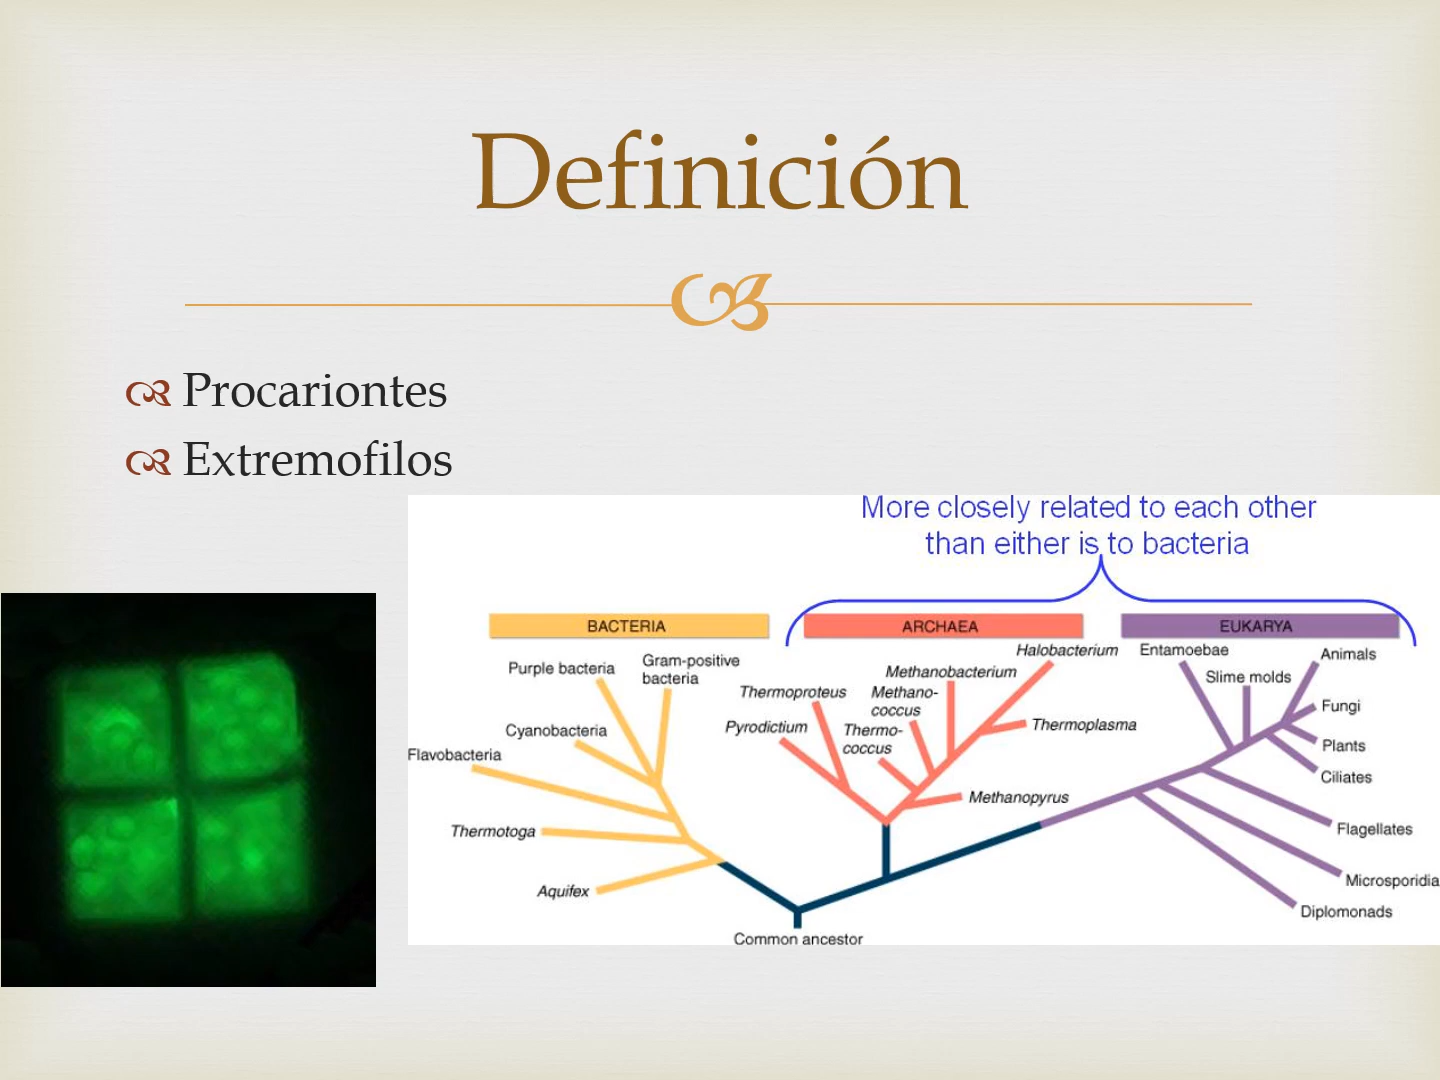 Definición
Procariontes
Extremofilos
More closely related to each other
than either is to bacteria
BACTERIA
ARCHAEA
EUKARYA
Purple bacteria
Gram-positive
bacteria
Cyanobacteria
Flavobacteria
Thermotoga
Aquifex
Thermoproteus
Pyrodictium
Methanobacterium
Methano-
coccus
Thermo-
coccus
Halobacterium
Thermoplasma
Methanopyrus
Entamoebae
Slime molds
Animals
Fungi
Plants
Ciliates
Flagellates
Microsporidia
Diplomonads
Common ancestor